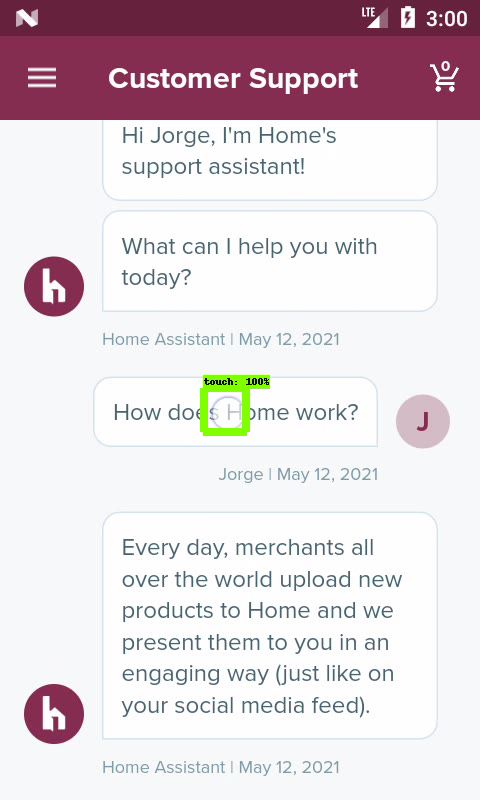 LTE 3:00
Customer Support 0
Hi Jorge, I'm Home's
support assistant!
What can I help you with
today?
h
Home Assistant | May 12, 2021
touch: 100%
How does Home work?
J
Jorge | May 12, 2021
Every day, merchants all
over the world upload new
products to Home and we
present them to you in an
engaging way (just like on
your social media feed).
h
Home Assistant | May 12, 2021